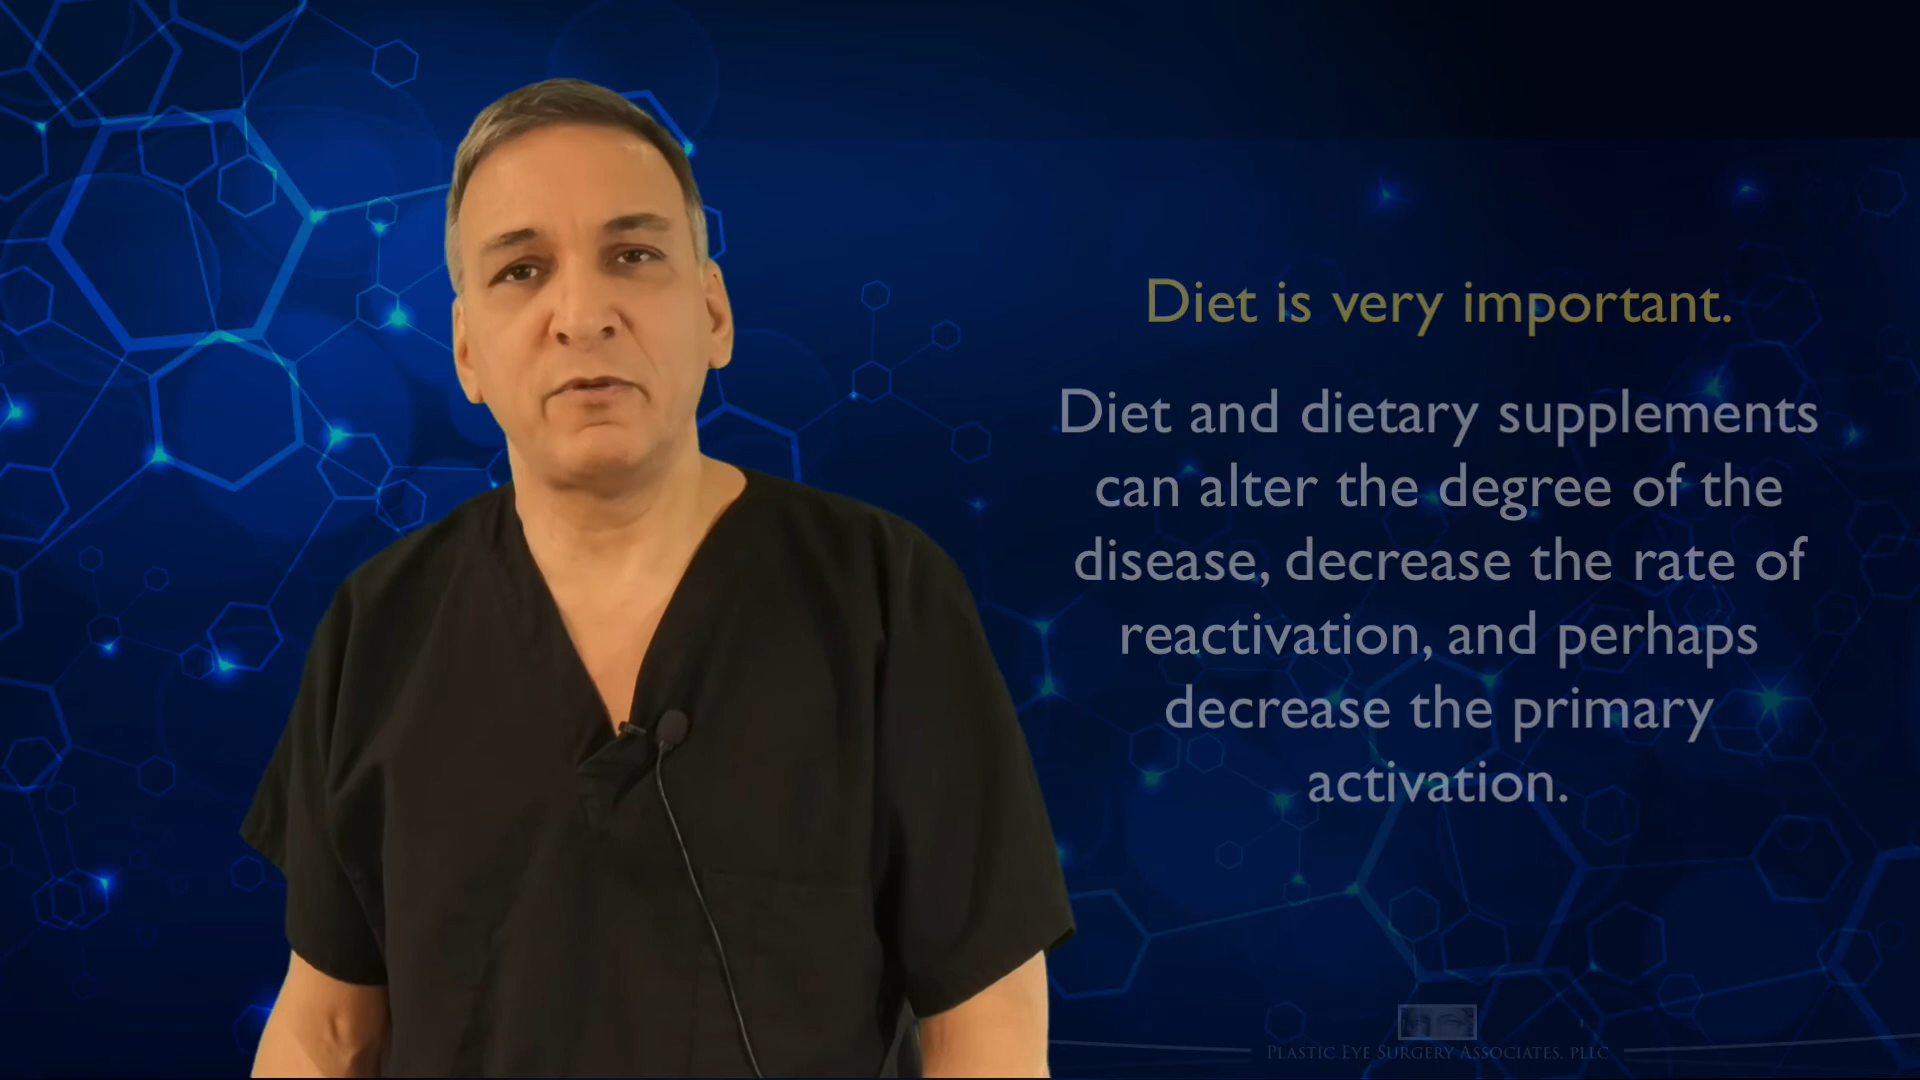 Diet is very important.
Diet and dietary supplements
can alter the degree of the
disease, decrease the rate of
reactivation, and perhaps
decrease the primary
activation.
Plastic Eye Surgery Associates, PLLC